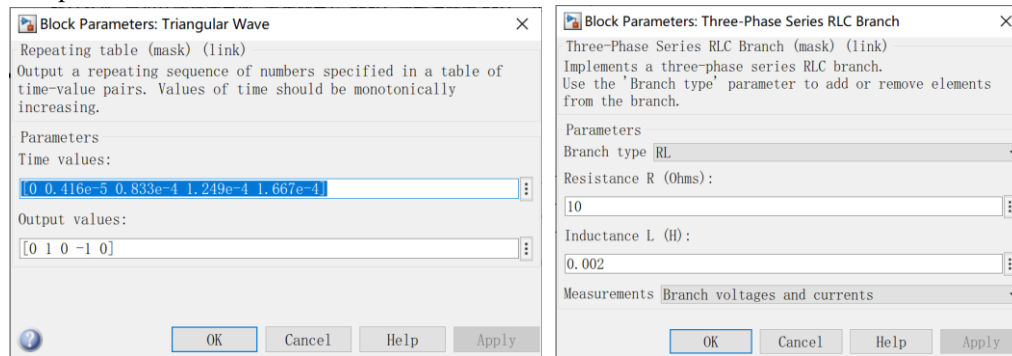 Block Parameters: Triangular Wave
Repeating table (mask) (link)
Output a repeating sequence of numbers specified in a table of
time-value pairs. Values of time should be monotonically
increasing.
Parameters
Time values:
[0 0.416e-5 0.833e-4 1.249e-4 1.667e-4]
Output values:
[0 1 0 -1 0]
OK Cancel Help Apply
Block Parameters: Three-Phase Series RLC Branch
Three-Phase Series RLC Branch (mask) (link)
Implements a three-phase series RLC branch.
Use the 'Branch type' parameter to add or remove elements
from the branch.
Parameters
Branch type RL
Resistance R (Ohms):
10
Inductance L (H):
0.002
Measurements Branch voltages and currents
OK Cancel Help Apply